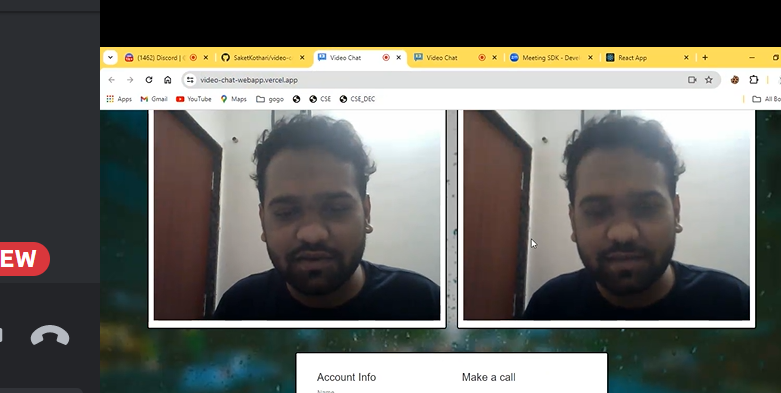 (1462) Discord | (
SaketKothari/video-c
Video Chat
Video Chat
Meeting SDK - Deve
React App
video-chat-webapp.vercel.app
Apps
Gmail
YouTube
Maps
gogo
CSE
CSE_DEC
All Bo
EW
Account Info
Make a call
Name